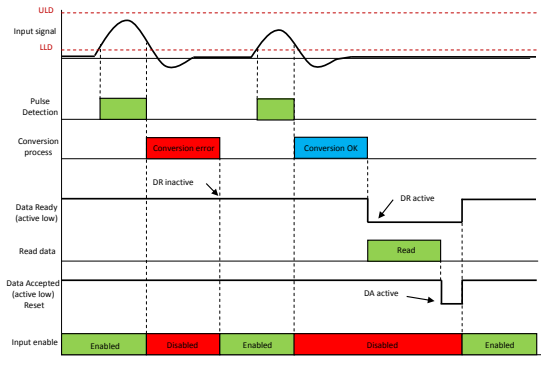 ULD
Input signal
LLD
Pulse
Detection
Conversion
process
Conversion error
Conversion OK
DR inactive
DR active
Data Ready
(active low)
Read data
Read
Data Accepted
(active low)
Reset
DA active
Input enable
Enabled
Disabled
Enabled
Disabled
Enabled